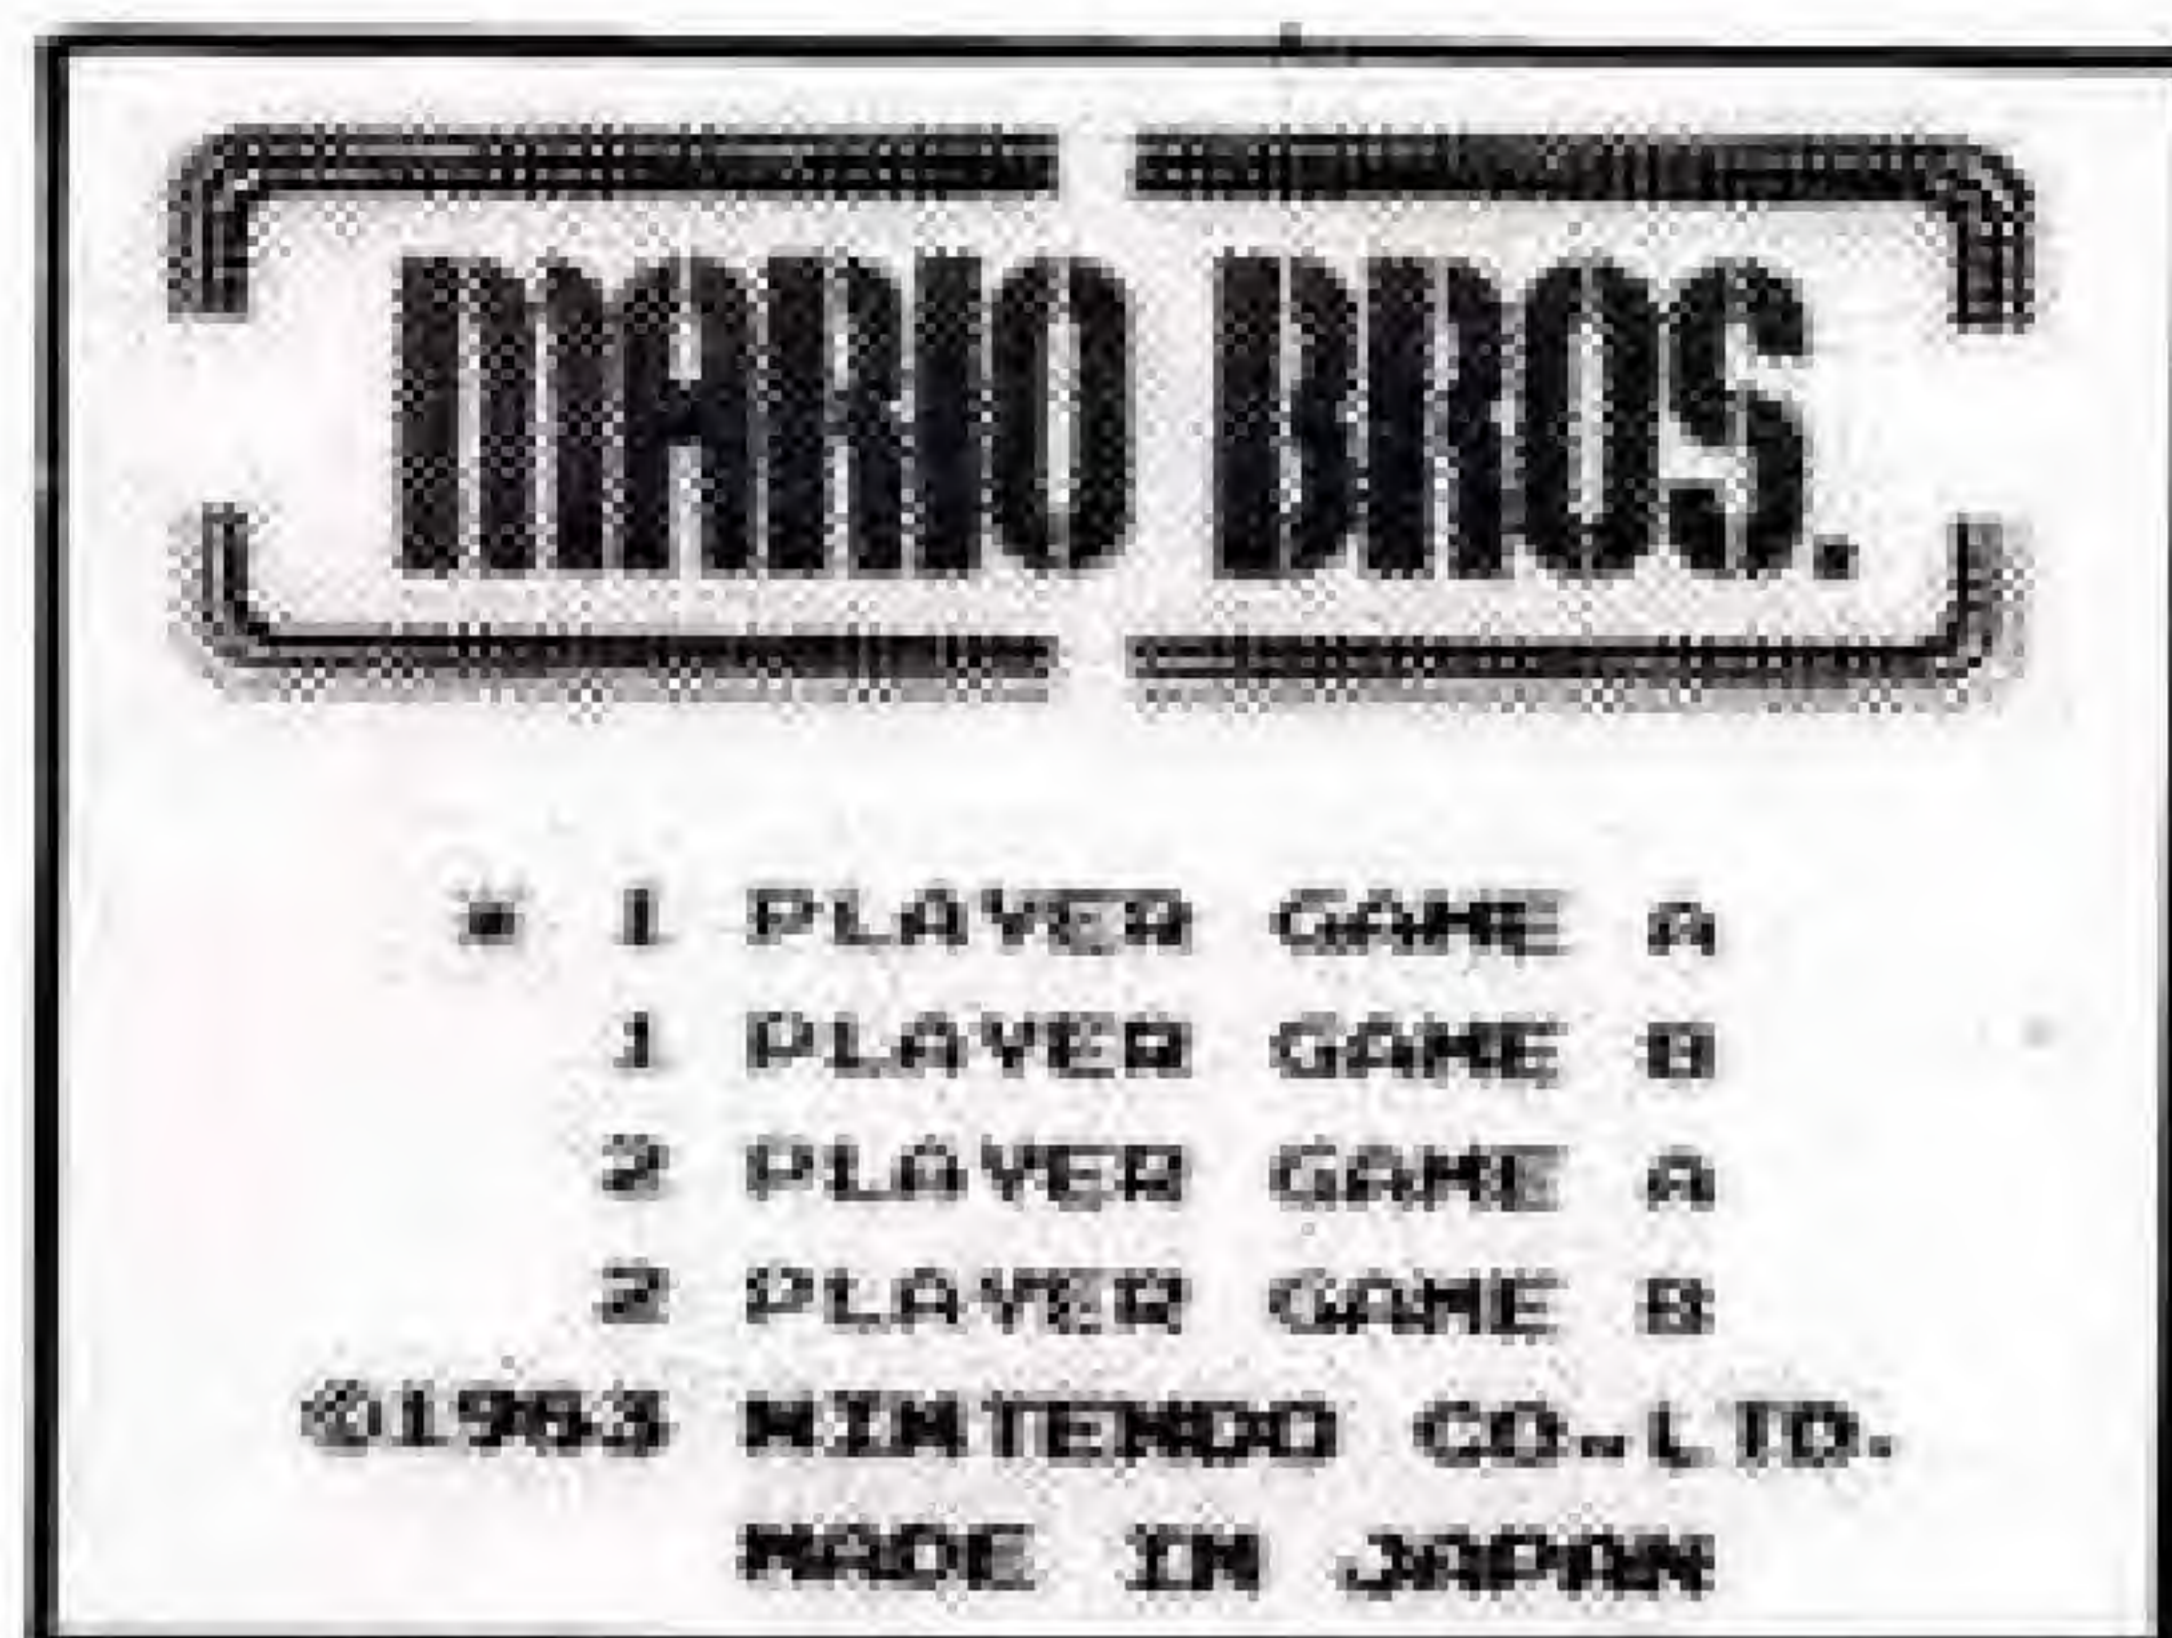 MARIO BROS.
* 1 PLAYER GAME A
1 PLAYER GAME B
2 PLAYER GAME A
2 PLAYER GAME B
©1983 NINTENDO CO.,LTD.
MADE IN JAPAN